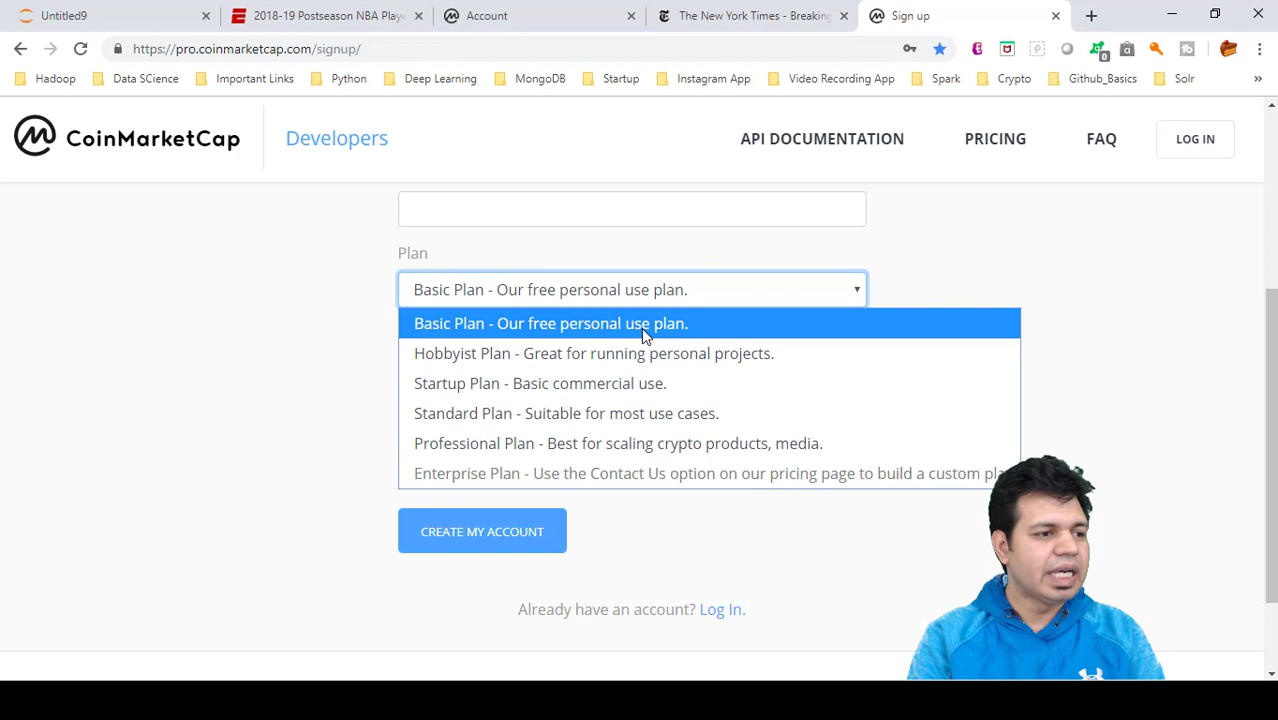 Untitled9
2018-19 Postseason NBA Playe
Account
The New York Times - Breaking
Sign up
https://pro.coinmarketcap.com/signup/
0
Hadoop
Data SCience
Important Links
Python
Deep Learning
MongoDB
Startup
Instagram App
Video Recording App
Spark
Crypto
Github_Basics
Solr
CoinMarketCap
Developers
API DOCUMENTATION
PRICING
FAQ
LOG IN
Plan
Basic Plan - Our free personal use plan.
Basic Plan - Our free personal use plan.
Hobbyist Plan - Great for running personal projects.
Startup Plan - Basic commercial use.
Standard Plan - Suitable for most use cases.
Professional Plan - Best for scaling crypto products, media.
Enterprise Plan - Use the Contact Us option on our pricing page to build a custom pla
CREATE MY ACCOUNT
Already have an account? Log In.